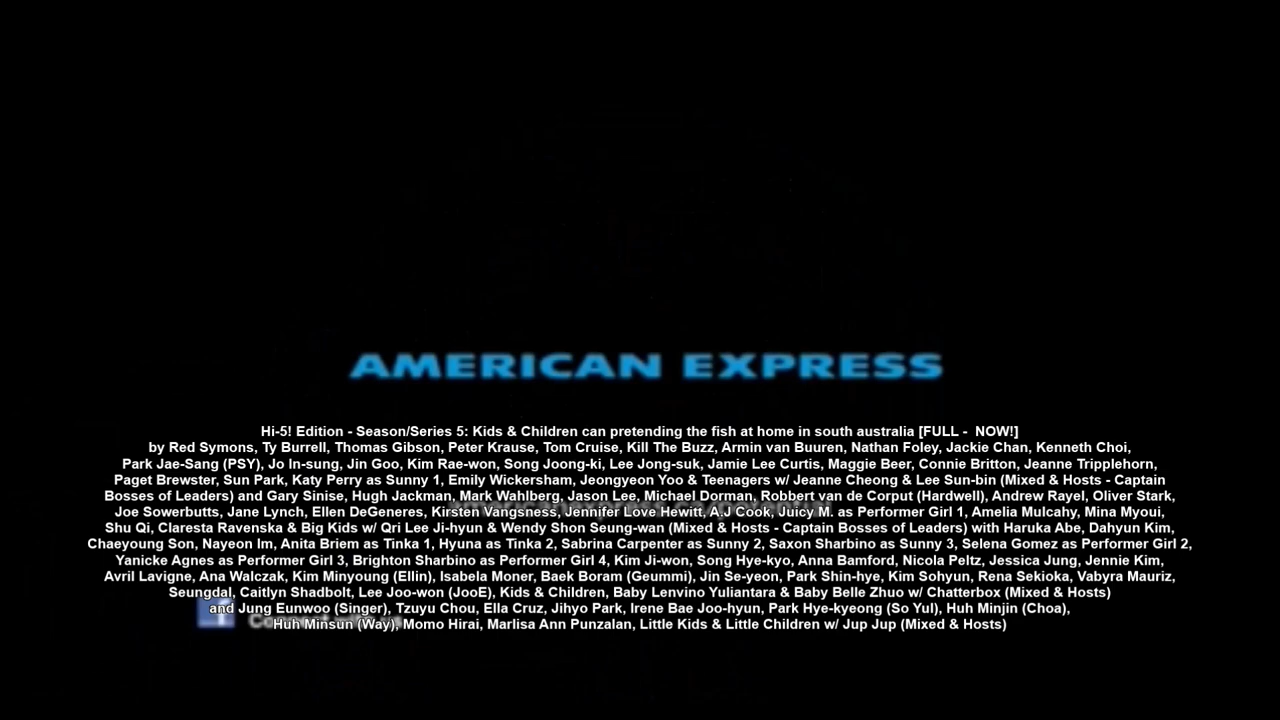 AMERICAN EXPRESS
Hi-5! Edition - Season/Series 5: Kids & Children can pretending the fish at home in south australia [FULL -  NOW!]
by Red Symons, Ty Burrell, Thomas Gibson, Peter Krause, Tom Cruise, Kill The Buzz, Armin van Buuren, Nathan Foley, Jackie Chan, Kenneth Choi,
Park Jae-Sang (PSY), Jo In-sung, Jin Goo, Kim Rae-won, Song Joong-ki, Lee Jong-suk, Jamie Lee Curtis, Maggie Beer, Connie Britton, Jeanne Tripplehorn,
Paget Brewster, Sun Park, Katy Perry as Sunny 1, Emily Wickersham, Jeongyeon Yoo & Teenagers w/ Jeanne Cheong & Lee Sun-bin (Mixed & Hosts - Captain
Bosses of Leaders) and Gary Sinise, Hugh Jackman, Mark Wahlberg, Jason Lee, Michael Dorman, Robbert van de Corput (Hardwell), Andrew Rayel, Oliver Stark,
Joe Sowerbutts, Jane Lynch, Ellen DeGeneres, Kirsten Vangsness, Jennifer Love Hewitt, A.J Cook, Juicy M. as Performer Girl 1, Amelia Mulcahy, Mina Myoui,
Shu Qi, Claresta Ravenska & Big Kids w/ Qri Lee Ji-hyun & Wendy Shon Seung-wan (Mixed & Hosts - Captain Bosses of Leaders) with Haruka Abe, Dahyun Kim,
Chaeyoung Son, Nayeon Im, Anita Briem as Tinka 1, Hyuna as Tinka 2, Sabrina Carpenter as Sunny 2, Saxon Sharbino as Sunny 3, Selena Gomez as Performer Girl 2,
Yanicke Agnes as Performer Girl 3, Brighton Sharbino as Performer Girl 4, Kim Ji-won, Song Hye-kyo, Anna Bamford, Nicola Peltz, Jessica Jung, Jennie Kim,
Avril Lavigne, Ana Walczak, Kim Minyoung (Ellin), Isabela Moner, Baek Boram (Geummi), Jin Se-yeon, Park Shin-hye, Kim Sohyun, Rena Sekioka, Vabyra Mauriz,
Seungdal, Caitlyn Shadbolt, Lee Joo-won (JooE), Kids & Children, Baby Lenvino Yuliantara & Baby Belle Zhuo w/ Chatterbox (Mixed & Hosts)
and Jung Eunwoo (Singer), Tzuyu Chou, Ella Cruz, Jihyo Park, Irene Bae Joo-hyun, Park Hye-kyeong (So Yul), Huh Minjin (Choa),
Huh Minsun (Way), Momo Hirai, Marlisa Ann Punzalan, Little Kids & Little Children w/ Jup Jup (Mixed & Hosts)